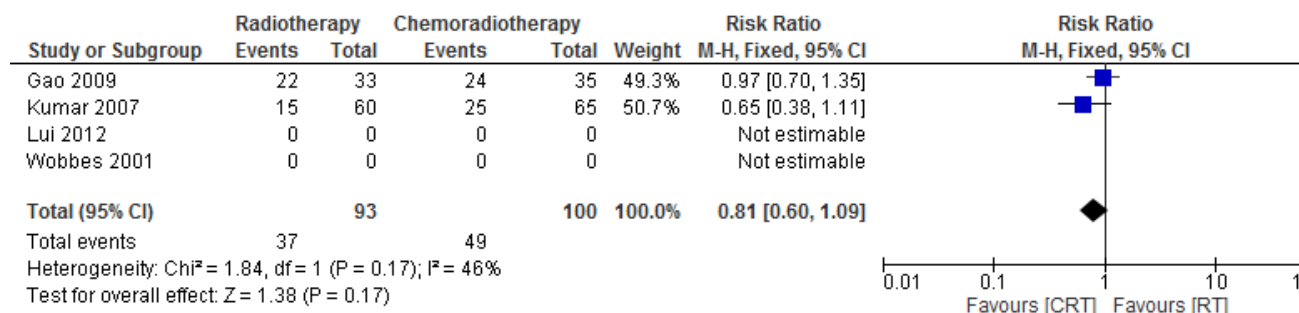 Radiotherapy Chemoradiotherapy Risk Ratio Risk Ratio
Study or Subgroup Events Total Events Total Weight M-H, Fixed, 95% CI M-H, Fixed, 95% CI
Gao 2009 22 33 24 35 49.3% 0.97 [0.70, 1.35]
Kumar 2007 15 60 25 65 50.7% 0.65 [0.38, 1.11]
Lui 2012 0 0 0 0 Not estimable
Wobbes 2001 0 0 0 0 Not estimable
Total (95% CI) 93 100 100.0% 0.81 [0.60, 1.09]
Total events 37 49
Heterogeneity: Chi² = 1.84, df = 1 (P = 0.17); I² = 46%
Test for overall effect: Z = 1.38 (P = 0.17)
0.01 0.1 1 10
Favours [CRT] Favours [RT]